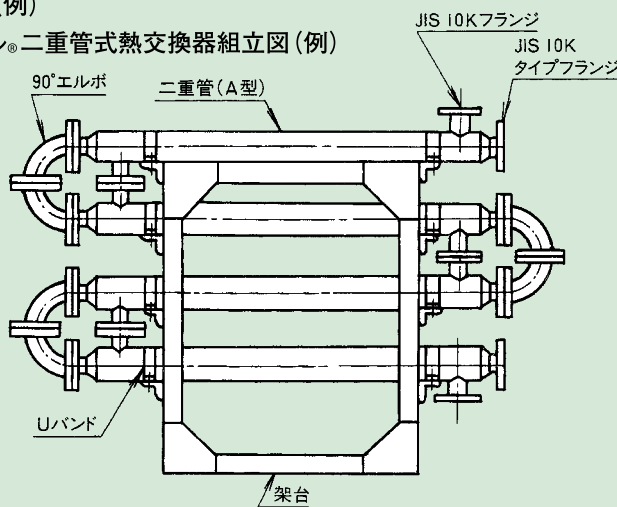 例)
ン®二重管式熱交換器組立図(例)
JIS 10Kフランジ
JIS 10K
タイプフランジ
90°エルボ
二重管(A型)
Uバンド
架台